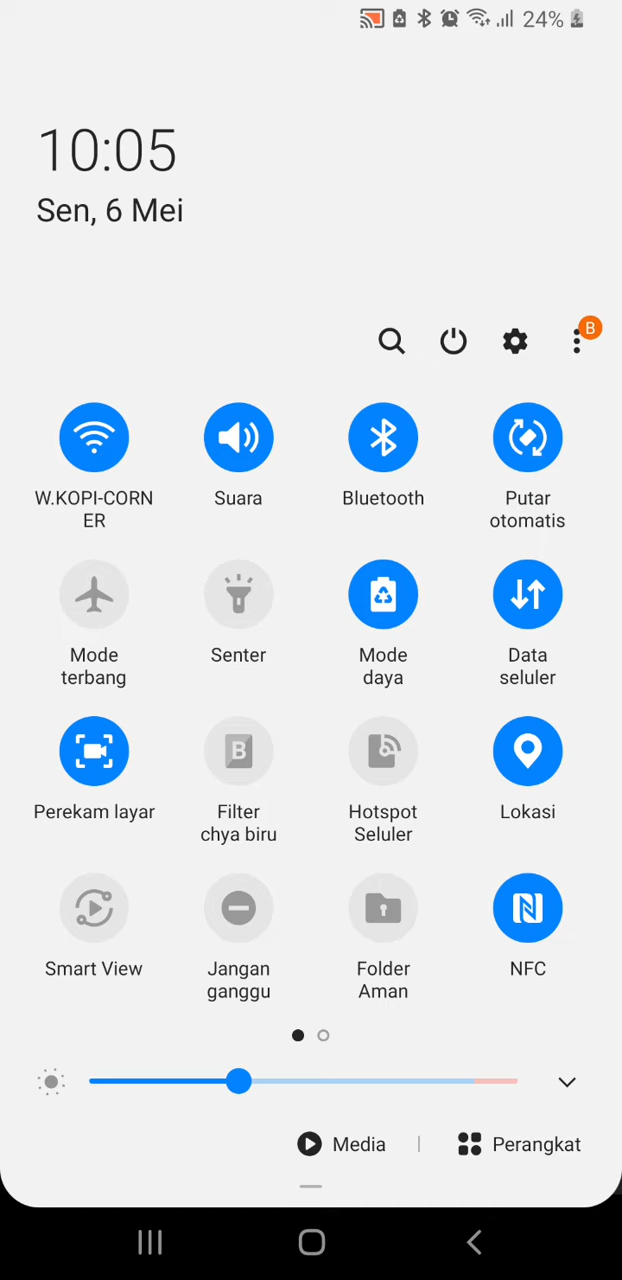 24%
10:05
Sen, 6 Mei
B
W.KOPI-CORN
ER
Suara
Bluetooth
Putar
otomatis
Mode
terbang
Senter
Mode
daya
Data
seluler
Perekam layar
B
Filter
chya biru
Hotspot
Seluler
Lokasi
Smart View
Jangan
ganggu
Folder
Aman
NFC
Media
Perangkat